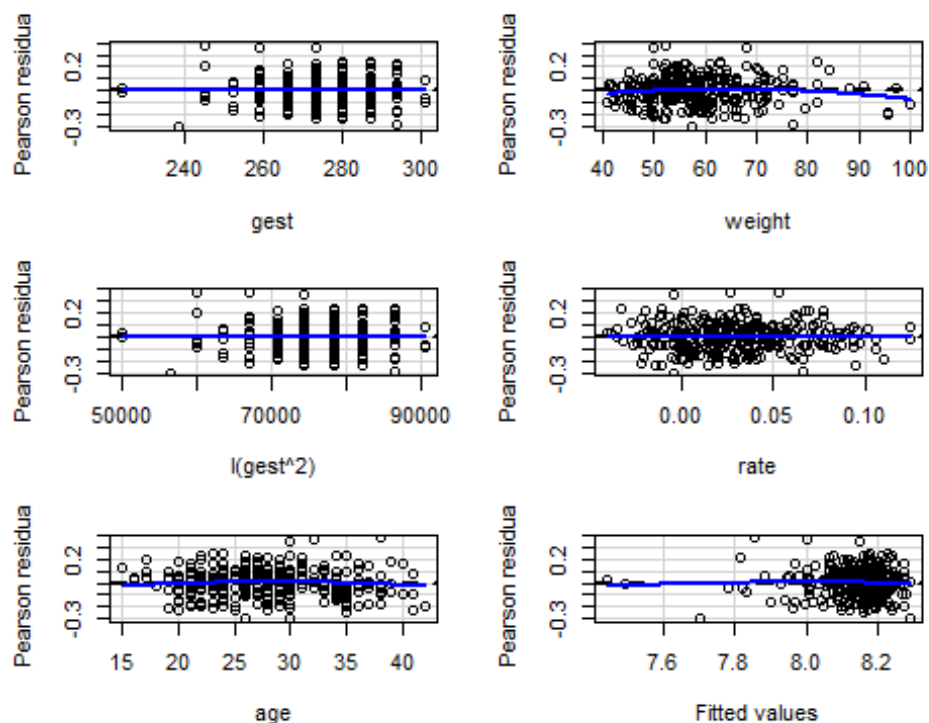 Pearson residua
0.2
-0.3
240 260 280 300
gest
Pearson residua
0.2
-0.3
40 50 60 70 80 90 100
weight
Pearson residua
0.2
-0.3
50000 70000 90000
I(gest^2)
Pearson residua
0.2
-0.3
0.00 0.05 0.10
rate
Pearson residua
0.2
-0.3
15 20 25 30 35 40
age
Pearson residua
0.2
-0.3
7.6 7.8 8.0 8.2
Fitted values